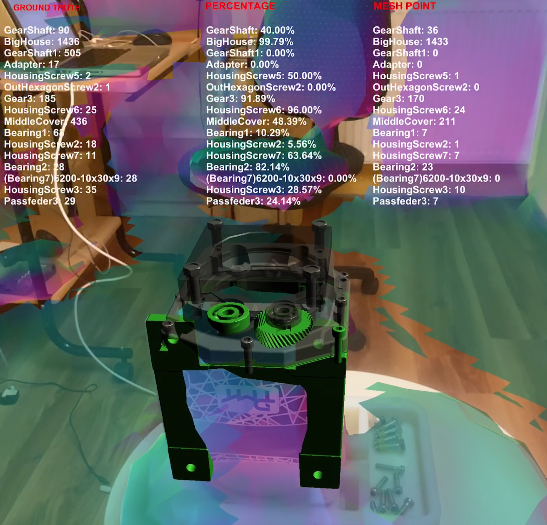 GROUND TRUTH PERCENTAGE MESH POINT
GearShaft: 90 GearShaft: 40.00% GearShaft: 36
BigHouse: 1436 BigHouse: 99.79% BigHouse: 1433
GearShaft1: 505 GearShaft1: 0.00% GearShaft1: 0
Adapter: 17 Adapter: 0.00% Adapter: 0
HousingScrew5: 2 HousingScrew5: 50.00% HousingScrew5: 1
OutHexagonScrew2: 1 OutHexagonScrew2: 0.00% OutHexagonScrew2: 0
Gear3: 185 Gear3: 91.89% Gear3: 170
HousingScrew6: 25 HousingScrew6: 96.00% HousingScrew6: 24
MiddleCover: 436 MiddleCover: 48.39% MiddleCover: 211
Bearing1: 68 Bearing1: 10.29% Bearing1: 7
HousingScrew2: 18 HousingScrew2: 5.56% HousingScrew2: 1
HousingScrew7: 11 HousingScrew7: 63.64% HousingScrew7: 7
Bearing2: 28 Bearing2: 82.14% Bearing2: 23
(Bearing7)6200-10x30x9: 28 (Bearing7)6200-10x30x9: 0.00% (Bearing7)6200-10x30x9: 0
HousingScrew3: 35 HousingScrew3: 28.57% HousingScrew3: 10
Passfeder3: 29 Passfeder3: 24.14% Passfeder3: 7